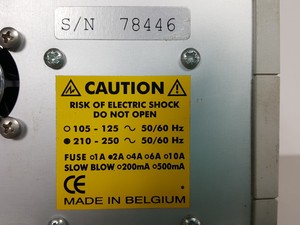 S/N 78446
CAUTION
RISK OF ELECTRIC SHOCK
DO NOT OPEN
○ 105 - 125 ∼ 50/60 Hz
● 210 - 250 ∼ 50/60 Hz
FUSE ○1A ●2A ○4A ○6A ○10A
SLOW BLOW ○200mA ○500mA
CE
MADE IN BELGIUM